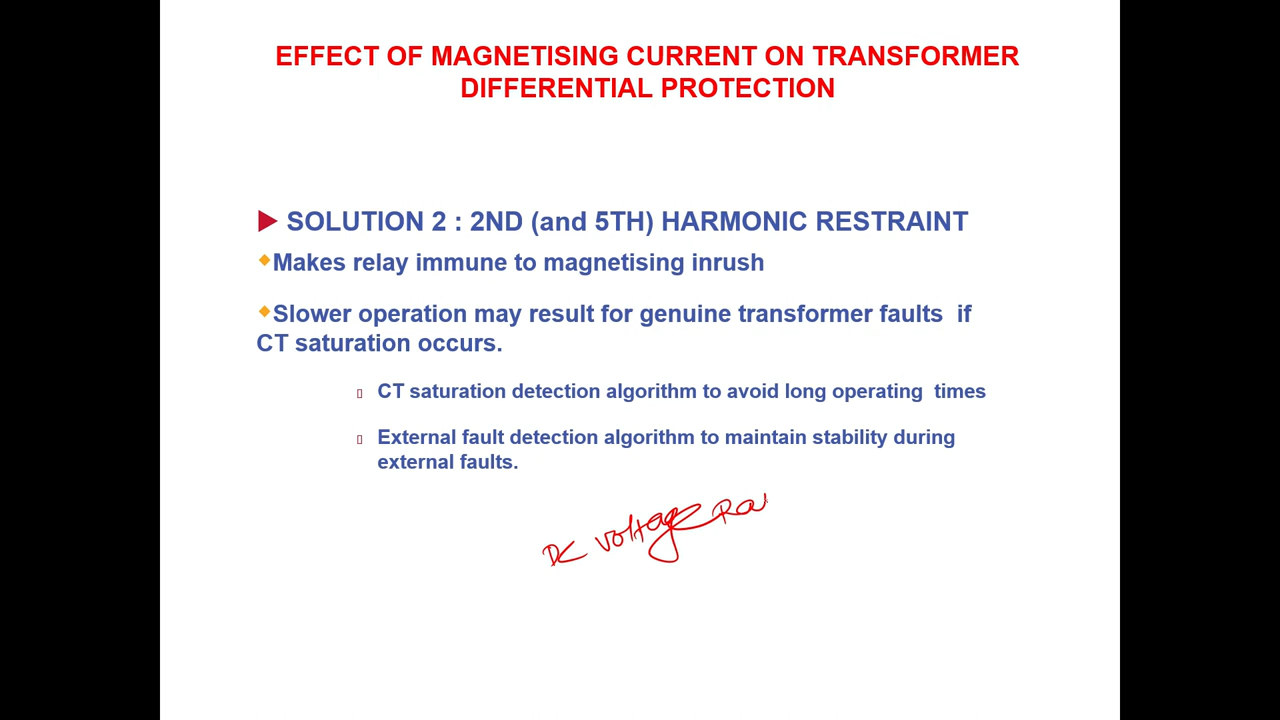 EFFECT OF MAGNETISING CURRENT ON TRANSFORMER
DIFFERENTIAL PROTECTION
SOLUTION 2 : 2ND (and 5TH) HARMONIC RESTRAINT
Makes relay immune to magnetising inrush
Slower operation may result for genuine transformer faults if
CT saturation occurs.
CT saturation detection algorithm to avoid long operating times
External fault detection algorithm to maintain stability during
external faults.
DC voltage